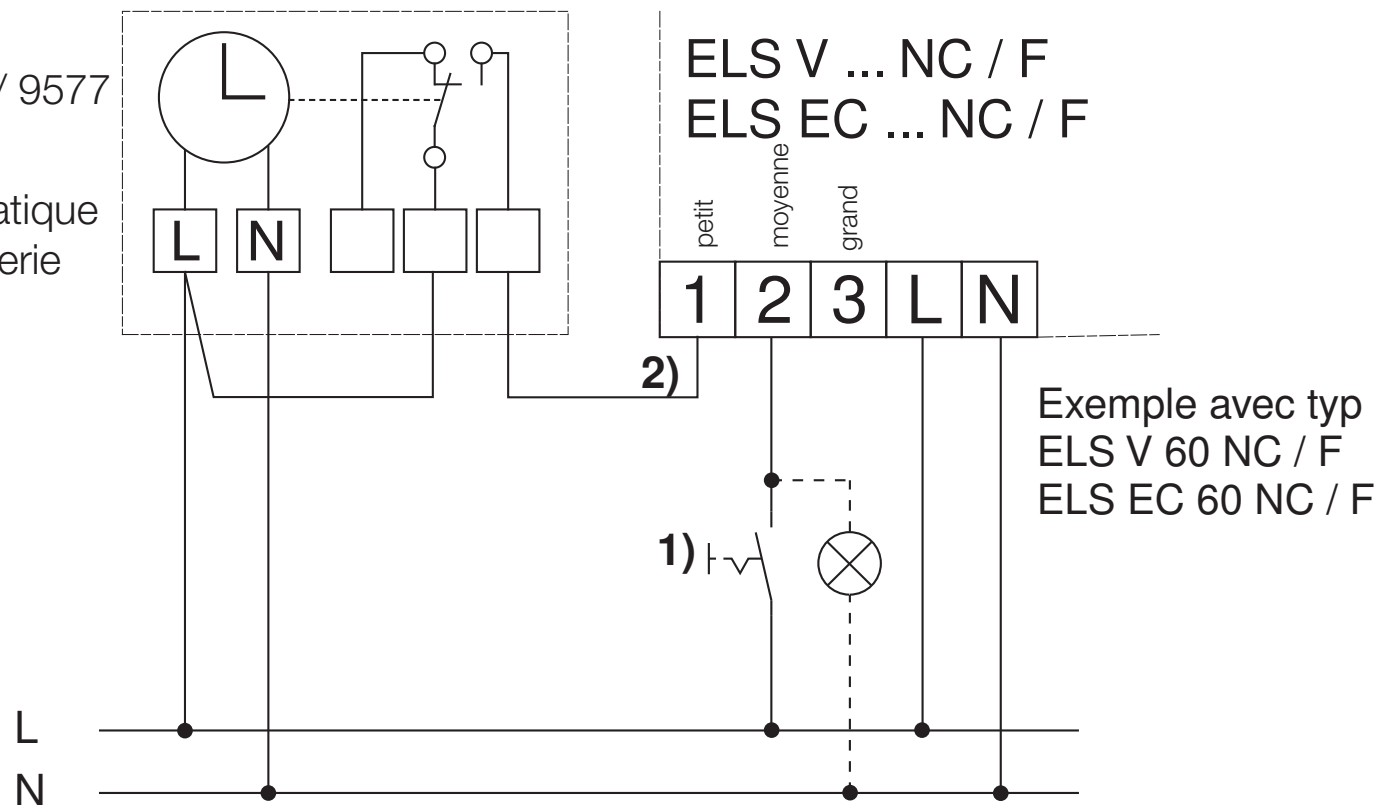 / 9577
atique
erie
L N
ELS V ... NC / F
ELS EC ... NC / F
petit
moyenne
grand
1 2 3 L N
2)
Exemple avec typ
ELS V 60 NC / F
ELS EC 60 NC / F
1)
L
N